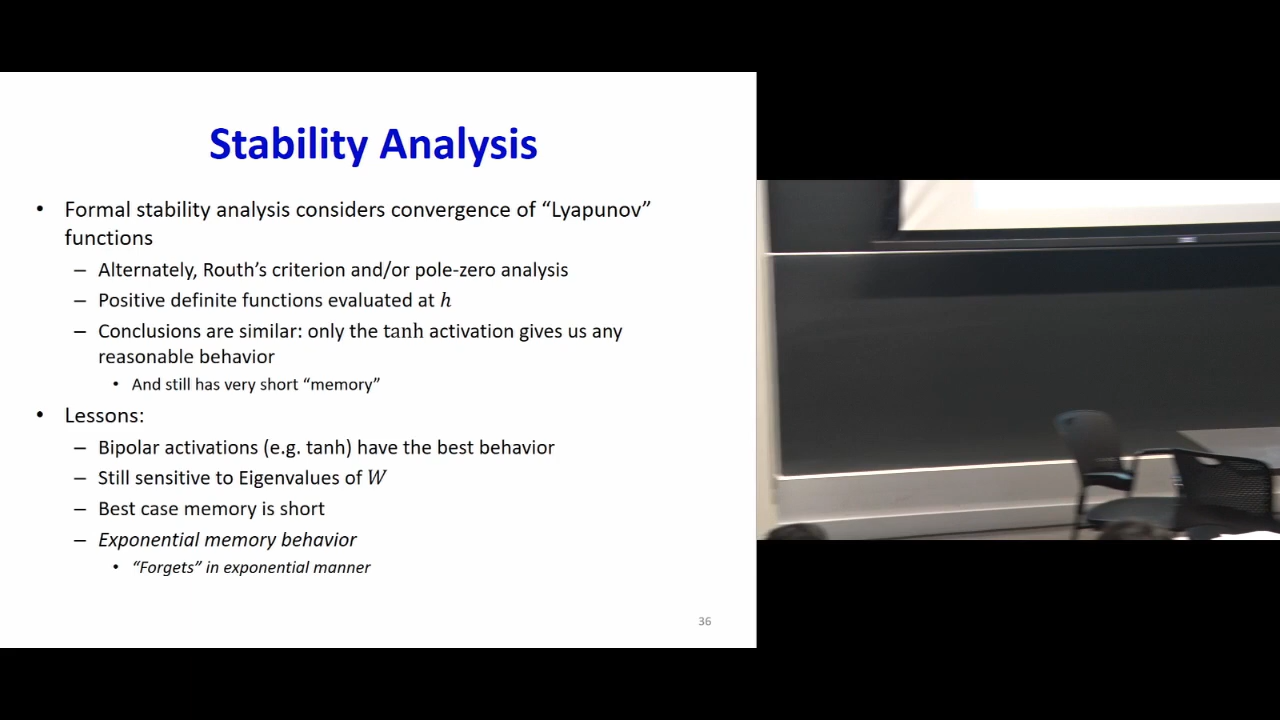 Stability Analysis
• Formal stability analysis considers convergence of “Lyapunov”
functions
– Alternately, Routh’s criterion and/or pole-zero analysis
– Positive definite functions evaluated at h
– Conclusions are similar: only the tanh activation gives us any
reasonable behavior
• And still has very short “memory”
• Lessons:
– Bipolar activations (e.g. tanh) have the best behavior
– Still sensitive to Eigenvalues of W
– Best case memory is short
– Exponential memory behavior
• “Forgets” in exponential manner
36